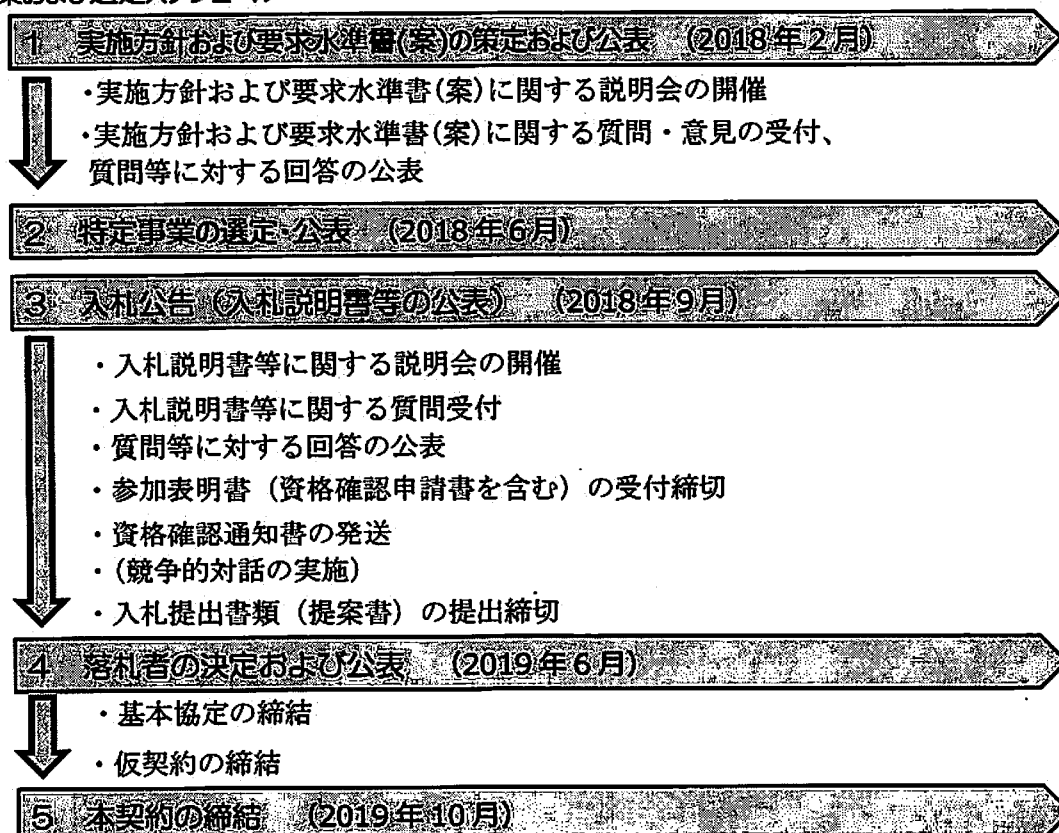 1 実施方針および要求水準書(案)の策定および公表 (2018年2月)
・実施方針および要求水準書(案)に関する説明会の開催
・実施方針および要求水準書(案)に関する質問・意見の受付、
質問等に対する回答の公表
2 特定事業の選定・公表 (2018年6月)
3 入札公告(入札説明書等の公表) (2018年9月)
・入札説明書等に関する説明会の開催
・入札説明書等に関する質問受付
・質問等に対する回答の公表
・参加表明書(資格確認申請書を含む)の受付締切
・資格確認通知書の発送
・(競争的対話の実施)
・入札提出書類(提案書)の提出締切
4 落札者の決定および公表 (2019年6月)
・基本協定の締結
・仮契約の締結
5 本契約の締結 (2019年10月)